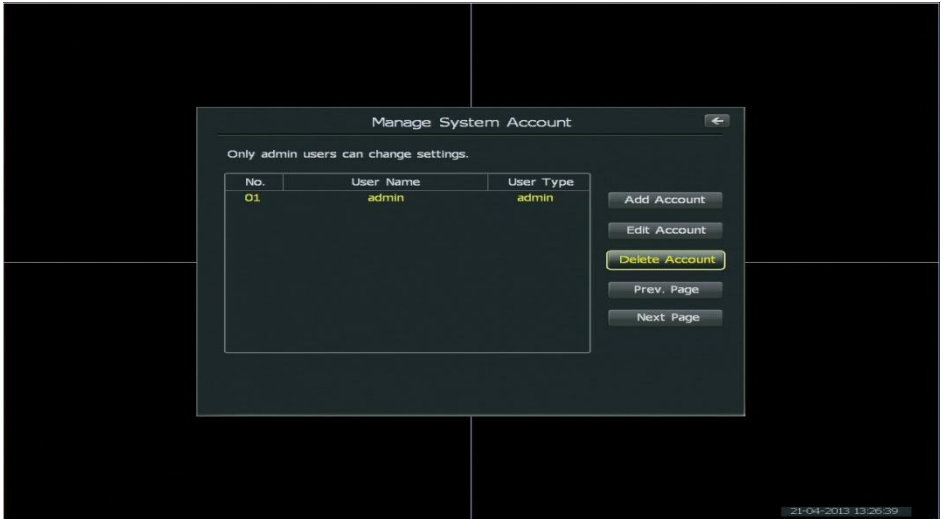 Manage System Account
Only admin users can change settings.
No. User Name User Type
01 admin admin
Add Account
Edit Account
Delete Account
Prev. Page
Next Page
21-04-2013 13:26:39